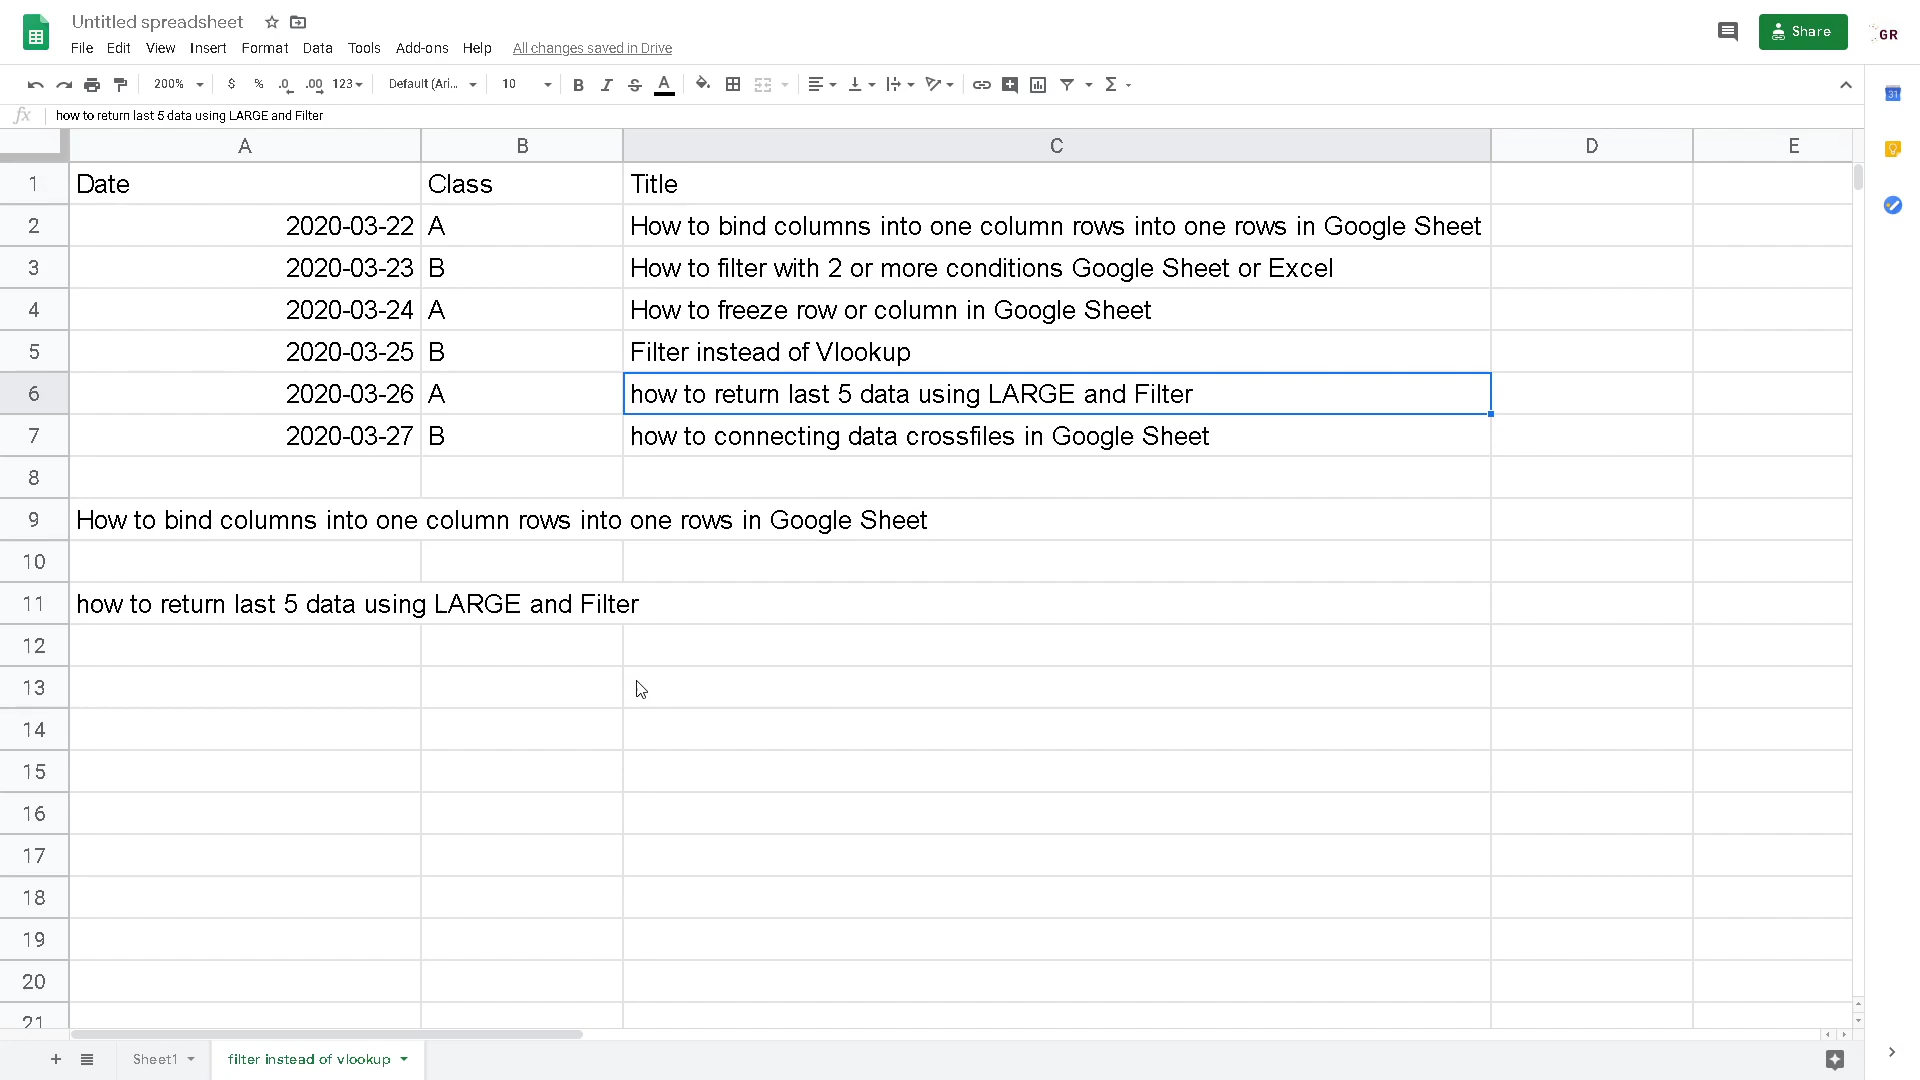 Untitled spreadsheet
File Edit View Insert Format Data Tools Add-ons Help All changes saved in Drive
Share
GR
200% $ % .0 .00 123 Default (Ari... 10 B I S A
fx how to return last 5 data using LARGE and Filter
31
A B C D E
1 Date Class Title
2 2020-03-22 A How to bind columns into one column rows into one rows in Google Sheet
3 2020-03-23 B How to filter with 2 or more conditions Google Sheet or Excel
4 2020-03-24 A How to freeze row or column in Google Sheet
5 2020-03-25 B Filter instead of Vlookup
6 2020-03-26 A how to return last 5 data using LARGE and Filter
7 2020-03-27 B how to connecting data crossfiles in Google Sheet
8
9 How to bind columns into one column rows into one rows in Google Sheet
10
11 how to return last 5 data using LARGE and Filter
12
13
14
15
16
17
18
19
20
21
Sheet1 filter instead of vlookup